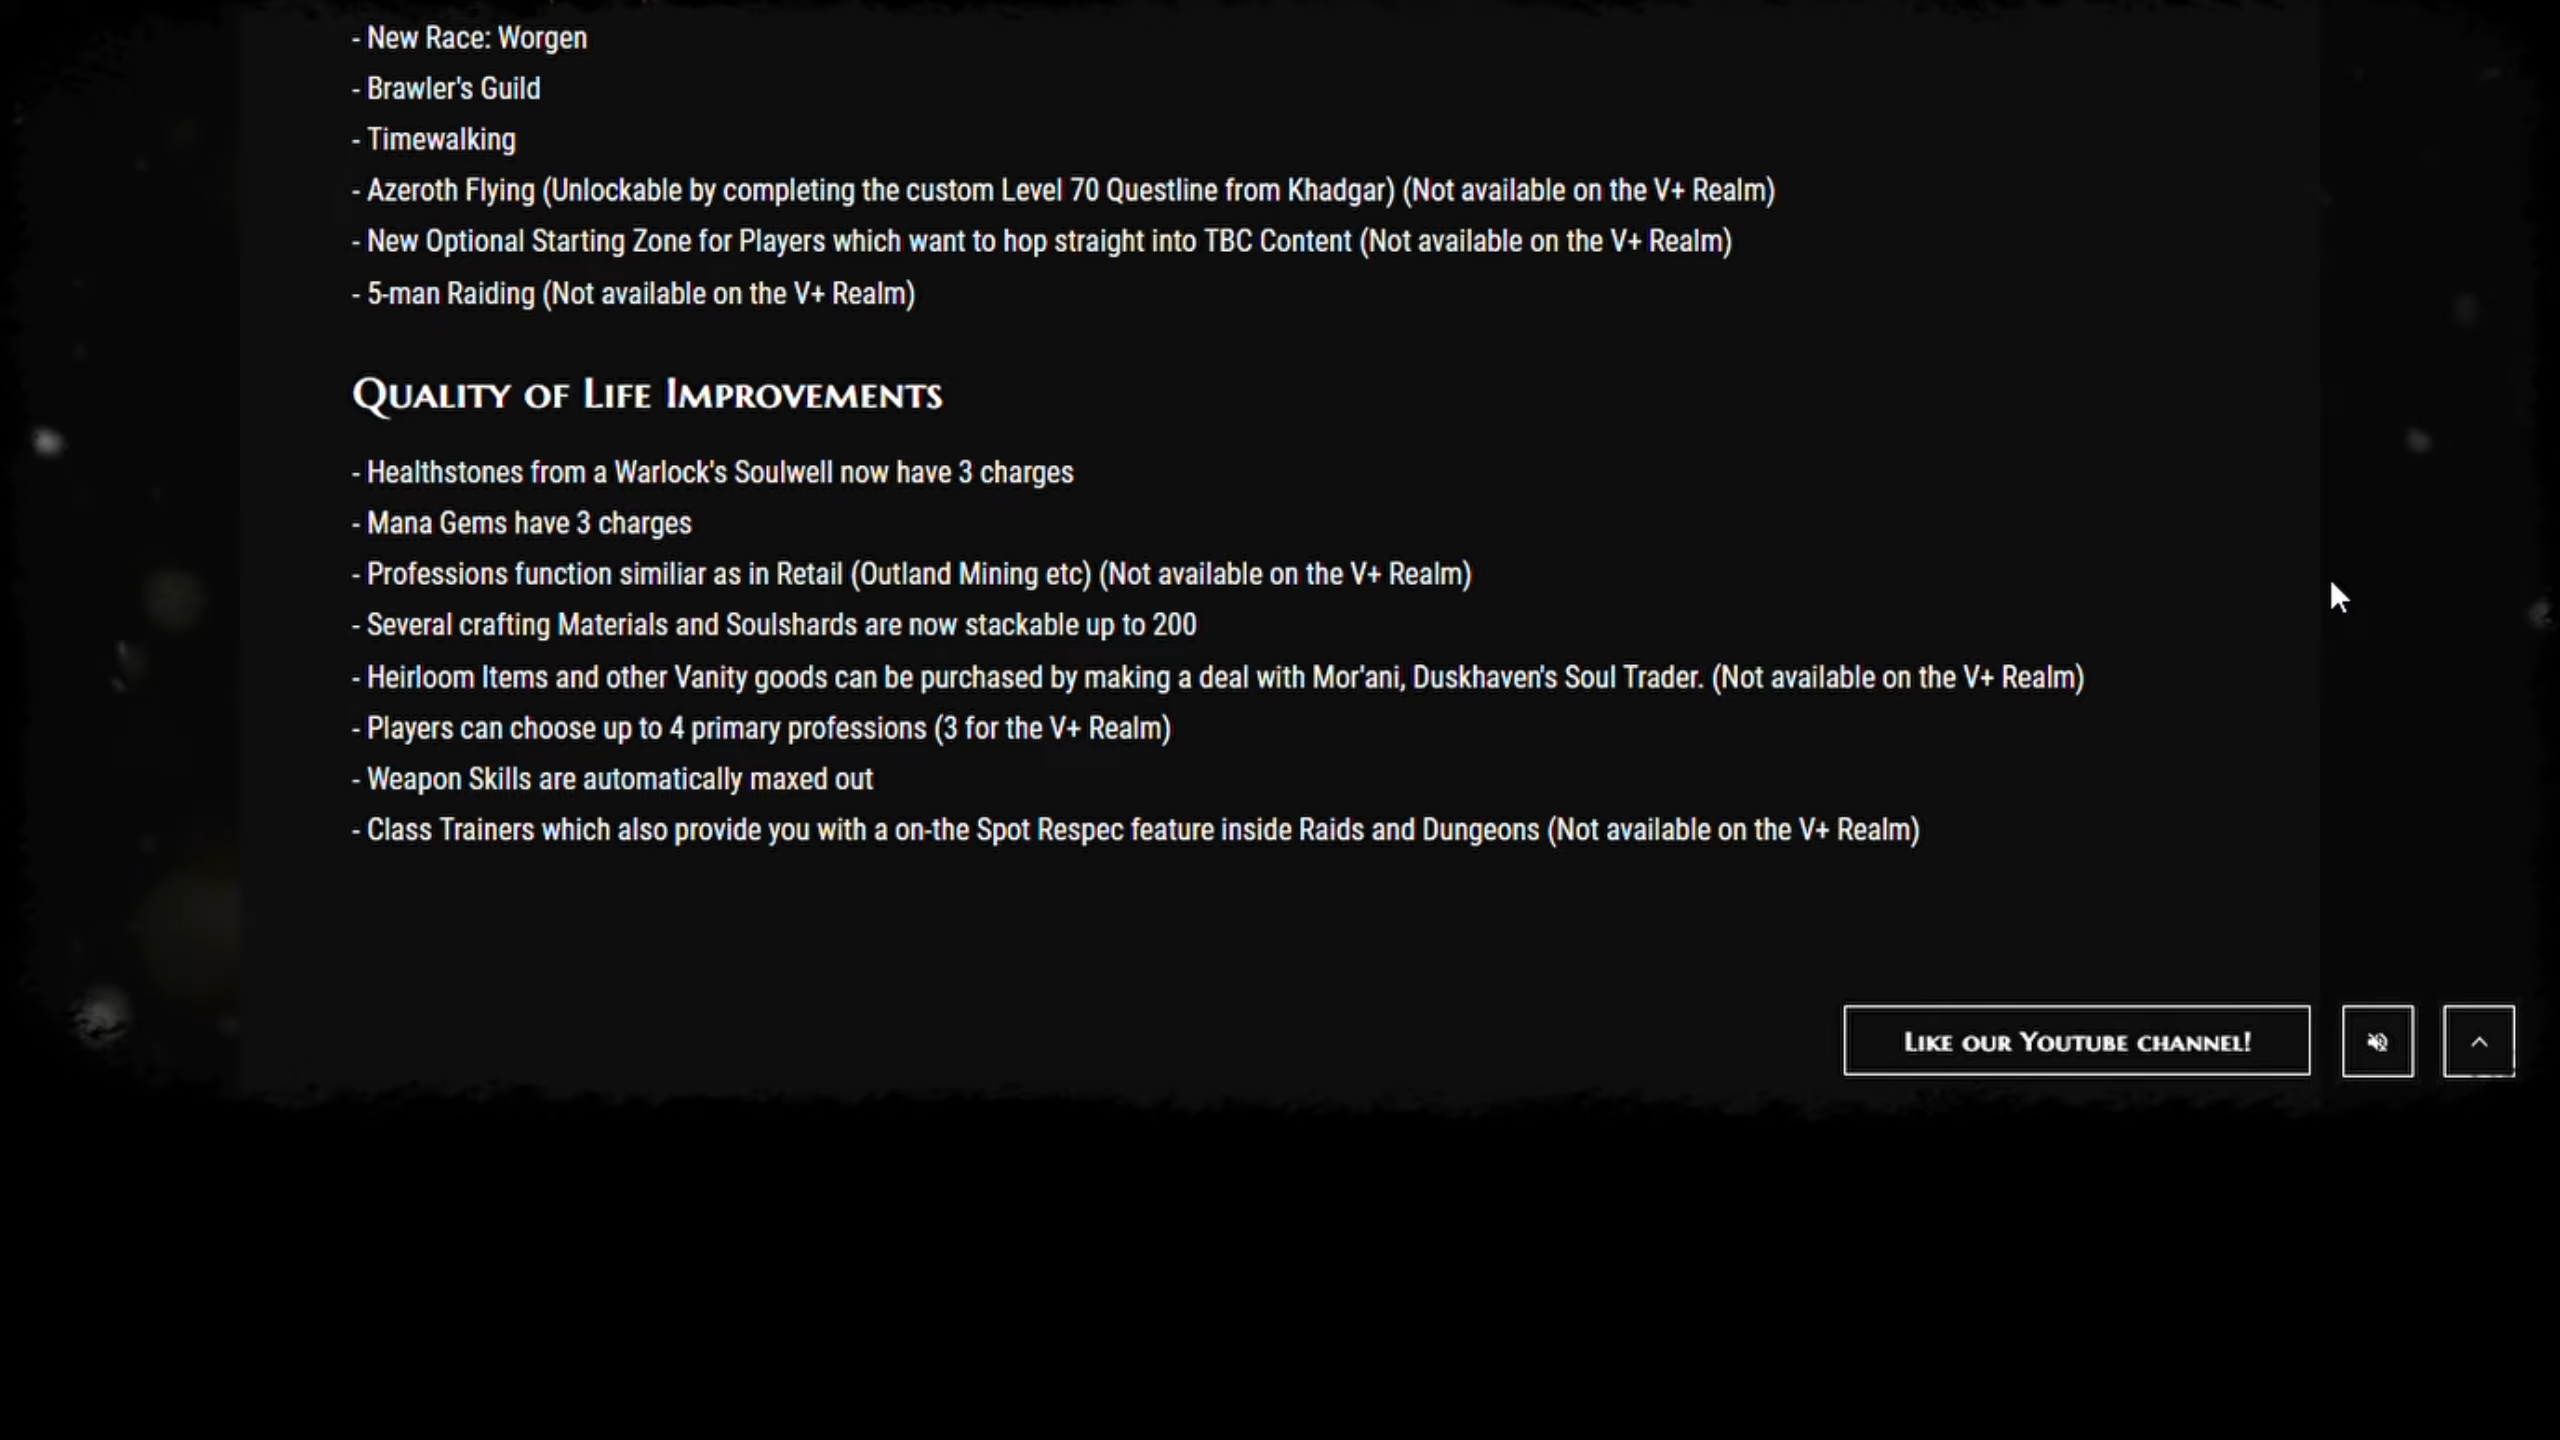 - New Race: Worgen
- Brawler's Guild
- Timewalking
- Azeroth Flying (Unlockable by completing the custom Level 70 Questline from Khadgar) (Not available on the V+ Realm)
- New Optional Starting Zone for Players which want to hop straight into TBC Content (Not available on the V+ Realm)
- 5-man Raiding (Not available on the V+ Realm)
Quality of Life Improvements
- Healthstones from a Warlock's Soulwell now have 3 charges
- Mana Gems have 3 charges
- Professions function similiar as in Retail (Outland Mining etc) (Not available on the V+ Realm)
- Several crafting Materials and Soulshards are now stackable up to 200
- Heirloom Items and other Vanity goods can be purchased by making a deal with Mor'ani, Duskhaven's Soul Trader. (Not available on the V+ Realm)
- Players can choose up to 4 primary professions (3 for the V+ Realm)
- Weapon Skills are automatically maxed out
- Class Trainers which also provide you with a on-the Spot Respec feature inside Raids and Dungeons (Not available on the V+ Realm)
Like our Youtube channel!